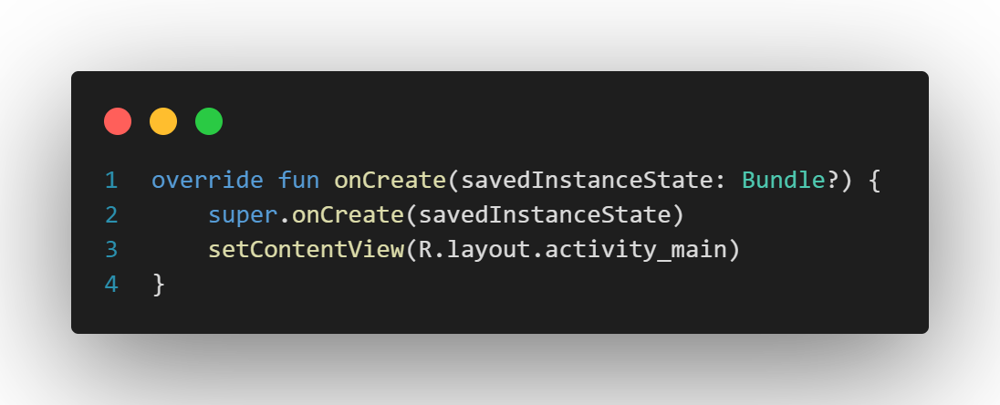 1 override fun onCreate(savedInstanceState: Bundle?) {
2     super.onCreate(savedInstanceState)
3     setContentView(R.layout.activity_main)
4 }